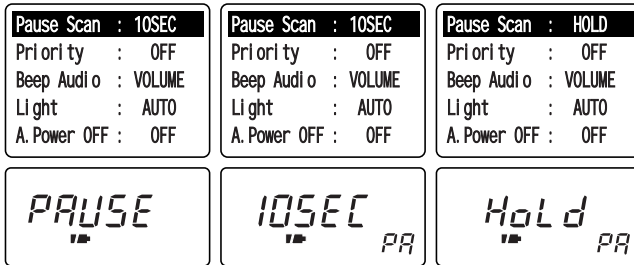 Pause Scan : 10SEC
Priority : OFF
Beep Audio : VOLUME
Light : AUTO
A.Power OFF : OFF
Pause Scan : 10SEC
Priority : OFF
Beep Audio : VOLUME
Light : AUTO
A.Power OFF : OFF
Pause Scan : HOLD
Priority : OFF
Beep Audio : VOLUME
Light : AUTO
A.Power OFF : OFF
PAUSE
10SEC
PA
HoLd
PA